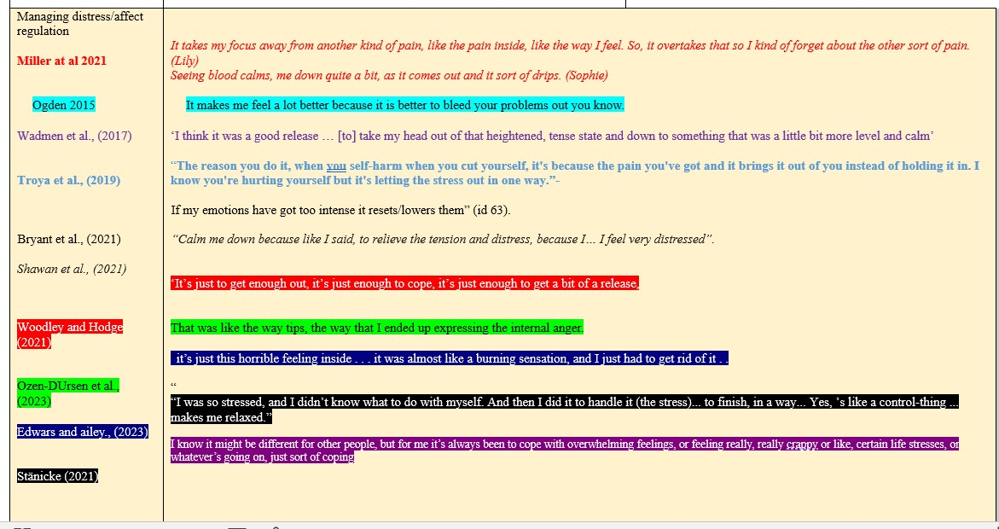 Managing distress/affect
regulation
Miller at al 2021
Ogden 2015
Wadmen et al., (2017)
Troya et al., (2019)
Bryant et al., (2021)
Shawan et al., (2021)
Woodley and Hodge
(2021)
Ozen-DUrsen et al.,
(2023)
Edwars and ailey., (2023)
Stänicke (2021)
It takes my focus away from another kind of pain, like the pain inside, like the way I feel. So, it overtakes that so I kind of forget about the other sort of pain.
(Lily)
Seeing blood calms, me down quite a bit, as it comes out and it sort of drips. (Sophie)
It makes me feel a lot better because it is better to bleed your problems out you know.
‘I think it was a good release … [to] take my head out of that heightened, tense state and down to something that was a little bit more level and calm’
“The reason you do it, when you self-harm when you cut yourself, it's because the pain you've got and it brings it out of you instead of holding it in. I
know you're hurting yourself but it's letting the stress out in one way.”-
If my emotions have got too intense it resets/lowers them” (id 63).
“Calm me down because like I said, to relieve the tension and distress, because I... I feel very distressed”.
‘It’s just to get enough out, it’s just enough to cope, it’s just enough to get a bit of a release.
That was like the way tips, the way that I ended up expressing the internal anger.
it’s just this horrible feeling inside . . . it was almost like a burning sensation, and I just had to get rid of it . .
“
“I was so stressed, and I didn’t know what to do with myself. And then I did it to handle it (the stress)... to finish, in a way... Yes, ’s like a control-thing ...
makes me relaxed.”
I know it might be different for other people, but for me it’s always been to cope with overwhelming feelings, or feeling really, really crappy or like, certain life stresses, or
whatever’s going on, just sort of coping